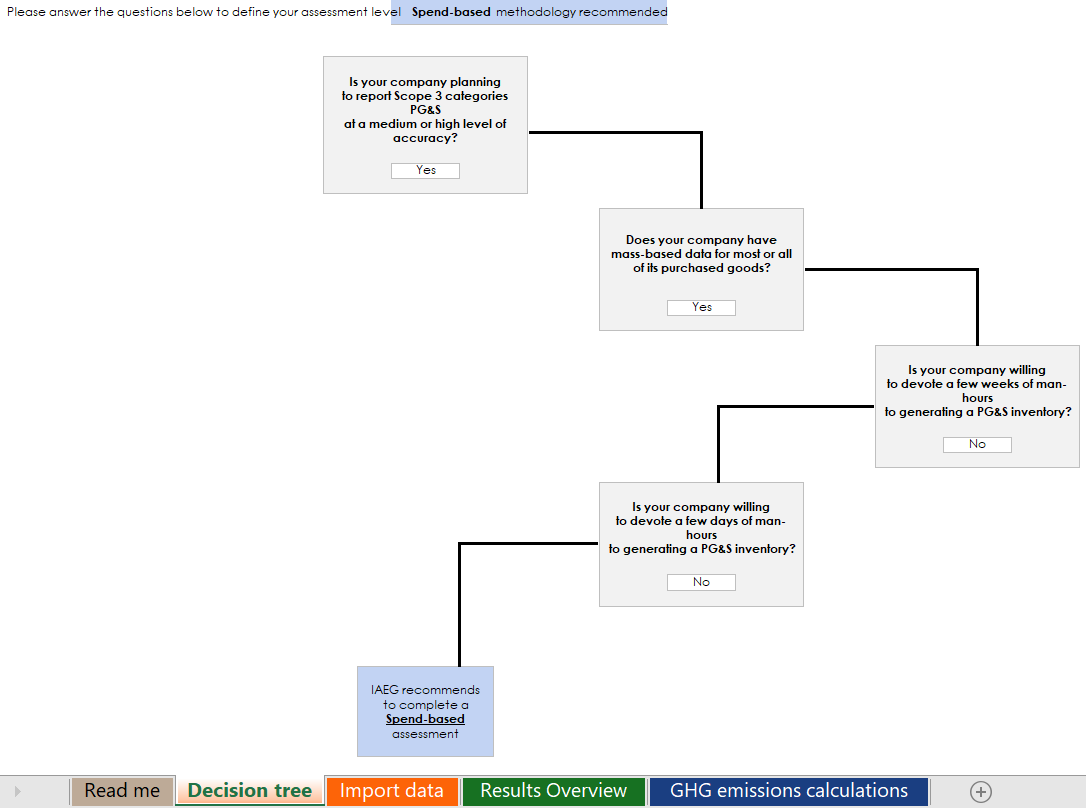 Please answer the questions below to define your assessment level Spend-based methodology recommended
Is your company planning
to report Scope 3 categories
PG&S
at a medium or high level of
accuracy?
Yes
Does your company have
mass-based data for most or all
of its purchased goods?
Yes
Is your company willing
to devote a few weeks of man-
hours
to generating a PG&S inventory?
No
Is your company willing
to devote a few days of man-
hours
to generating a PG&S inventory?
No
IAEG recommends
to complete a
Spend-based
assessment
Read me Decision tree Import data Results Overview GHG emissions calculations